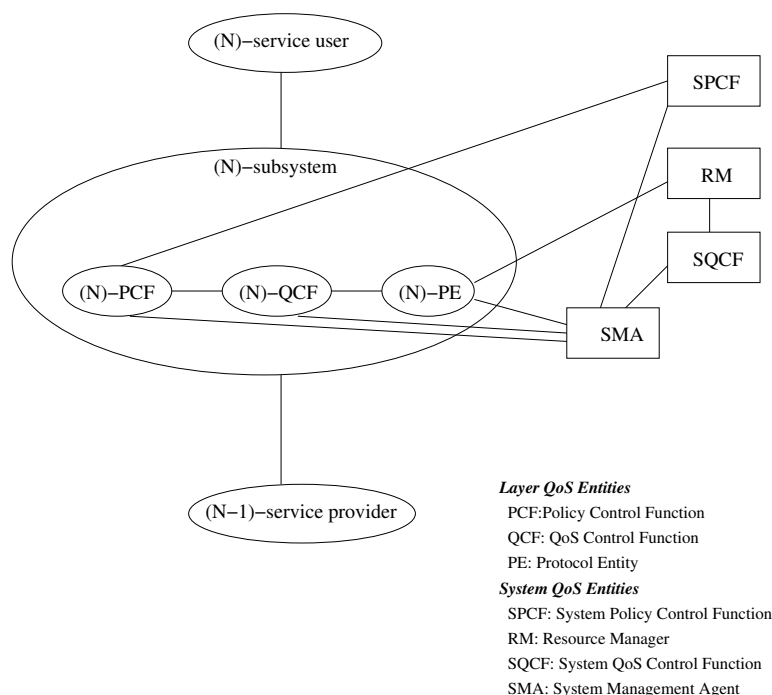 (N)−service user
SPCF
(N)−subsystem
RM
SQCF
(N)−PCF
(N)−QCF
(N)−PE
SMA
(N−1)−service provider
Layer QoS Entities
PCF:Policy Control Function
QCF: QoS Control Function
PE: Protocol Entity
System QoS Entities
SPCF: System Policy Control Function
RM: Resource Manager
SQCF: System QoS Control Function
SMA: System Management Agent